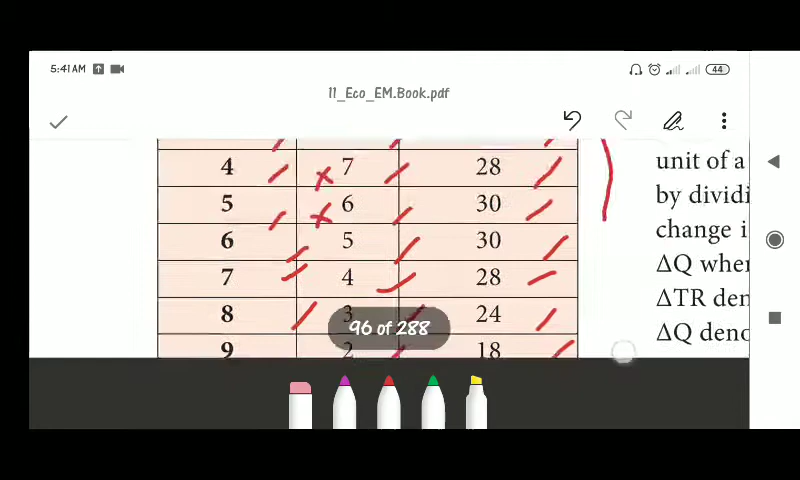 5:41 AM 44
11_Eco_EM.Book.pdf
4 × 7 28
5 × 6 30
6 5 30
7 4 28
8 3 24
9 2 18
96 of 288
unit of a
by dividi
change i
ΔQ wher
ΔTR den
ΔQ deno